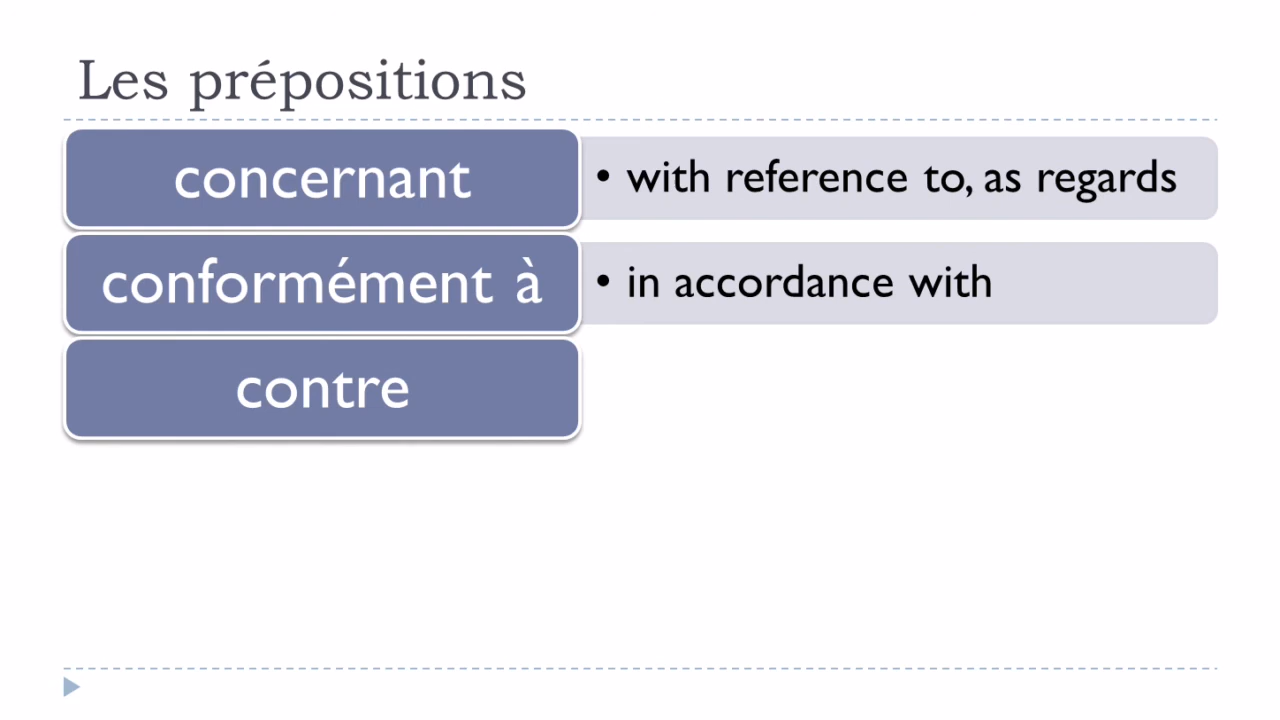 Les prépositions
concernant
• with reference to, as regards
conformément à
• in accordance with
contre